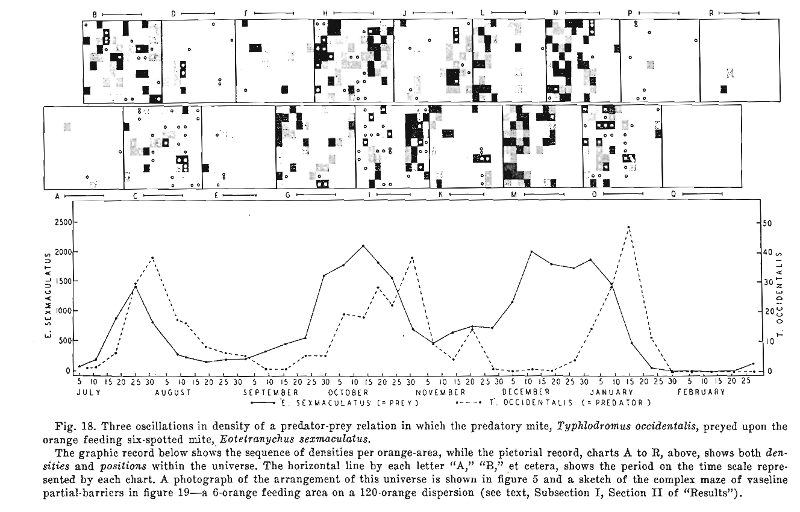 B D F H J L N P R
A C E G I K M O Q
2500 50
2000 40
1500 30
1000 20
500 10
0 0
E. SEXMACULATUS T. OCCIDENTALIS
5 10 15 20 25 30 5 10 15 20 25 30 5 10 15 20 25 30 5 10 15 20 25 30 5 10 15 20 25 30 5 10 15 20 25 30 5 10 15 20 25 30 5 10 15 20 25
JULY AUGUST SEPTEMBER OCTOBER NOVEMBER DECEMBER JANUARY FEBRUARY
E. SEXMACULATUS (=PREY) T. OCCIDENTALIS (=PREDATOR)
Fig. 18. Three oscillations in density of a predator-prey relation in which the predatory mite, Typhlodromus occidentalis, preyed upon the
orange feeding six-spotted mite, Eotetranychus sexmaculatus.
The graphic record below shows the sequence of densities per orange-area, while the pictorial record, charts A to R, above, shows both den-
sities and positions within the universe. The horizontal line by each letter "A," "B," et cetera, shows the period on the time scale repre-
sented by each chart. A photograph of the arrangement of this universe is shown in figure 5 and a sketch of the complex maze of vaseline
partial-barriers in figure 19—a 6-orange feeding area on a 120-orange dispersion (see text, Subsection I, Section II of "Results").